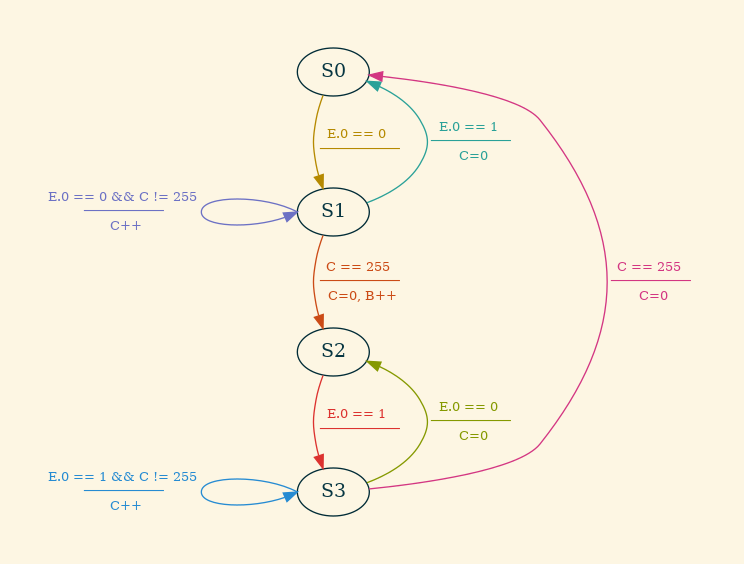 S0
E.0 == 0
E.0 == 1
C=0
E.0 == 0 && C != 255
C++
S1
C == 255
C=0, B++
C == 255
C=0
S2
E.0 == 1
E.0 == 0
C=0
E.0 == 1 && C != 255
C++
S3